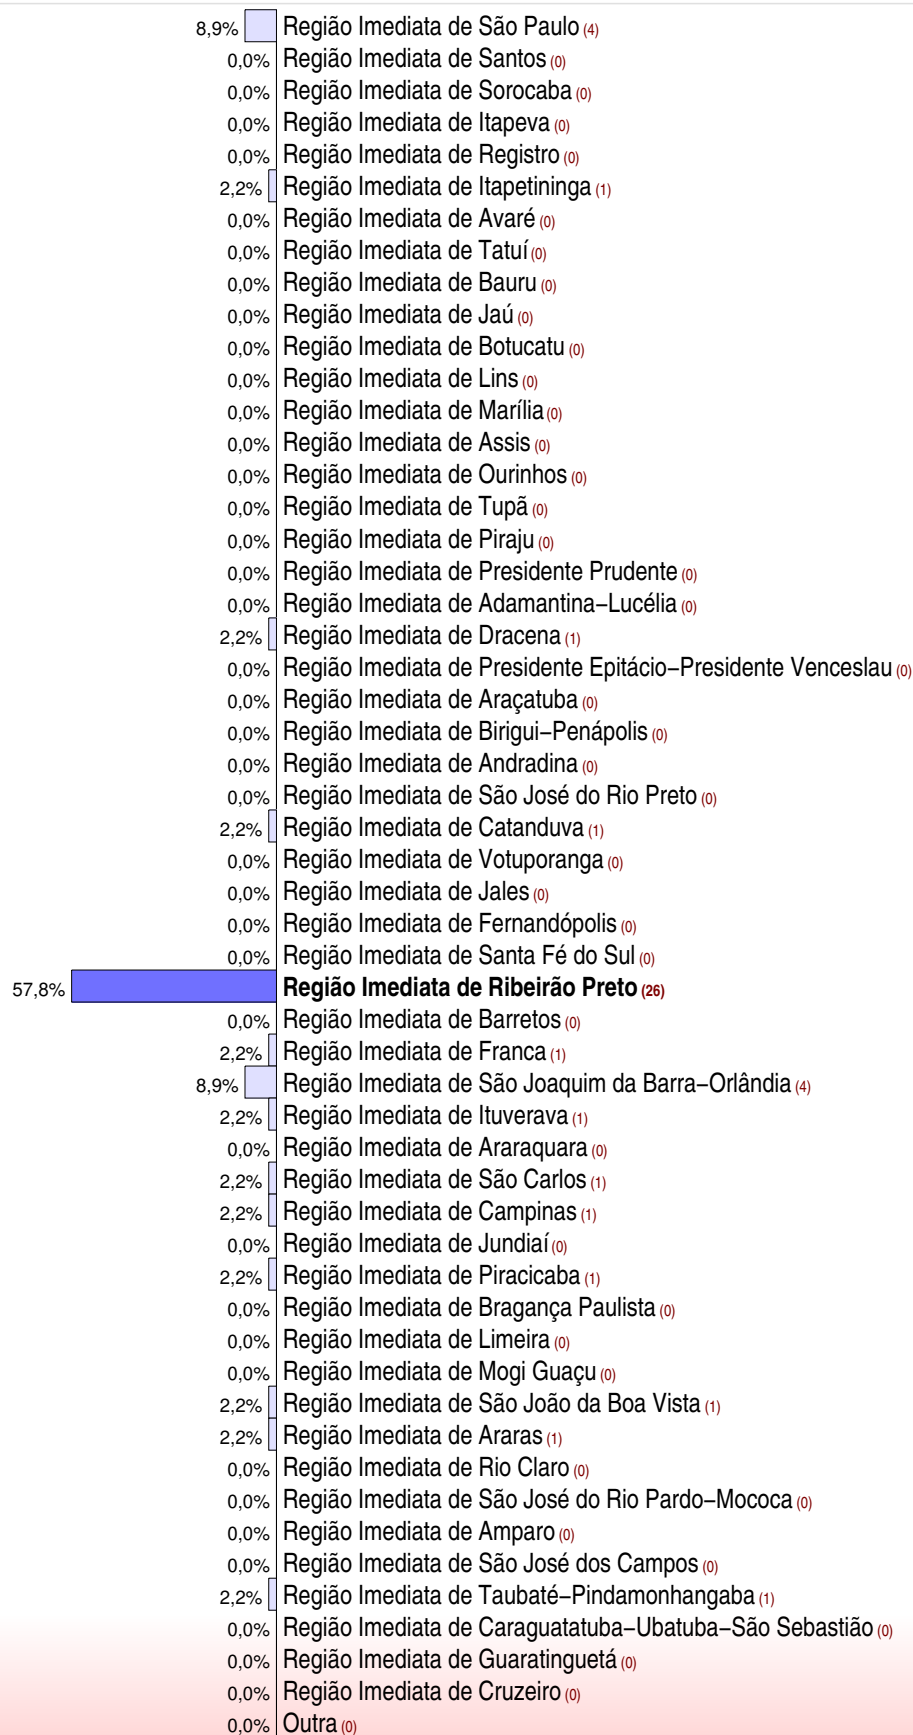 8,9% Região Imediata de São Paulo (4)
0,0% Região Imediata de Santos (0)
0,0% Região Imediata de Sorocaba (0)
0,0% Região Imediata de Itapeva (0)
0,0% Região Imediata de Registro (0)
2,2% Região Imediata de Itapetininga (1)
0,0% Região Imediata de Avaré (0)
0,0% Região Imediata de Tatuí (0)
0,0% Região Imediata de Bauru (0)
0,0% Região Imediata de Jaú (0)
0,0% Região Imediata de Botucatu (0)
0,0% Região Imediata de Lins (0)
0,0% Região Imediata de Marília (0)
0,0% Região Imediata de Assis (0)
0,0% Região Imediata de Ourinhos (0)
0,0% Região Imediata de Tupã (0)
0,0% Região Imediata de Piraju (0)
0,0% Região Imediata de Presidente Prudente (0)
0,0% Região Imediata de Adamantina–Lucélia (0)
2,2% Região Imediata de Dracena (1)
0,0% Região Imediata de Presidente Epitácio–Presidente Venceslau (0)
0,0% Região Imediata de Araçatuba (0)
0,0% Região Imediata de Birigui–Penápolis (0)
0,0% Região Imediata de Andradina (0)
0,0% Região Imediata de São José do Rio Preto (0)
2,2% Região Imediata de Catanduva (1)
0,0% Região Imediata de Votuporanga (0)
0,0% Região Imediata de Jales (0)
0,0% Região Imediata de Fernandópolis (0)
0,0% Região Imediata de Santa Fé do Sul (0)
57,8% Região Imediata de Ribeirão Preto (26)
0,0% Região Imediata de Barretos (0)
2,2% Região Imediata de Franca (1)
8,9% Região Imediata de São Joaquim da Barra–Orlândia (4)
2,2% Região Imediata de Ituverava (1)
0,0% Região Imediata de Araraquara (0)
2,2% Região Imediata de São Carlos (1)
2,2% Região Imediata de Campinas (1)
0,0% Região Imediata de Jundiaí (0)
2,2% Região Imediata de Piracicaba (1)
0,0% Região Imediata de Bragança Paulista (0)
0,0% Região Imediata de Limeira (0)
0,0% Região Imediata de Mogi Guaçu (0)
2,2% Região Imediata de São João da Boa Vista (1)
2,2% Região Imediata de Araras (1)
0,0% Região Imediata de Rio Claro (0)
0,0% Região Imediata de São José do Rio Pardo–Mococa (0)
0,0% Região Imediata de Amparo (0)
0,0% Região Imediata de São José dos Campos (0)
2,2% Região Imediata de Taubaté–Pindamonhangaba (1)
0,0% Região Imediata de Caraguatatuba–Ubatuba–São Sebastião (0)
0,0% Região Imediata de Guaratinguetá (0)
0,0% Região Imediata de Cruzeiro (0)
0,0% Outra (0)